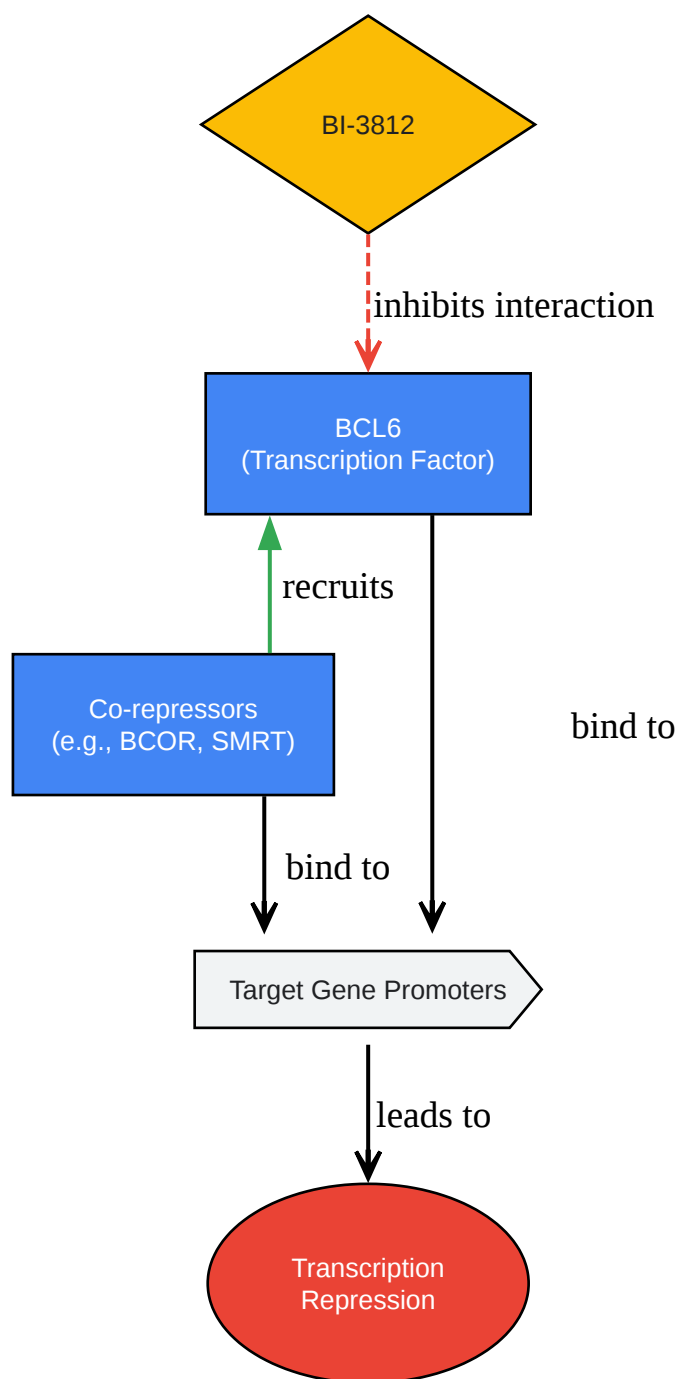 BI-3812
inhibits interaction
BCL6
(Transcription Factor)
recruits
Co-repressors
(e.g., BCOR, SMRT)
bind to
bind to
Target Gene Promoters
leads to
Transcription
Repression